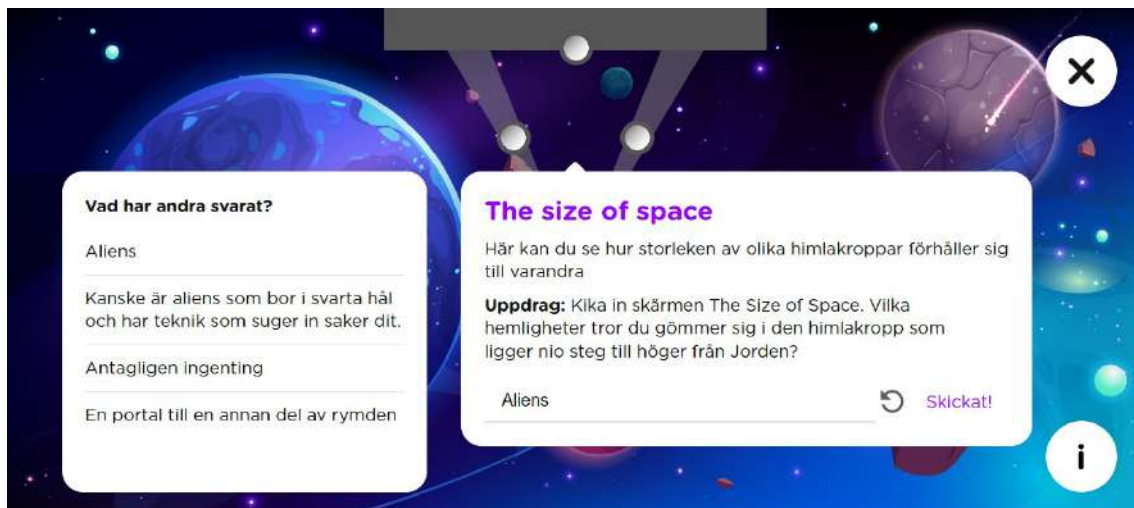 Vad har andra svarat?
Aliens
Kanske är aliens som bor i svarta hål
och har teknik som suger in saker dit.
Antagligen ingenting
En portal till en annan del av rymden
The size of space
Här kan du se hur storleken av olika himlakroppar förhåller sig
till varandra
Uppdrag: Kika in skärmen The Size of Space. Vilka
hemligheter tror du gömmer sig i den himlakropp som
ligger nio steg till höger från Jorden?
Aliens
Skickat!
i